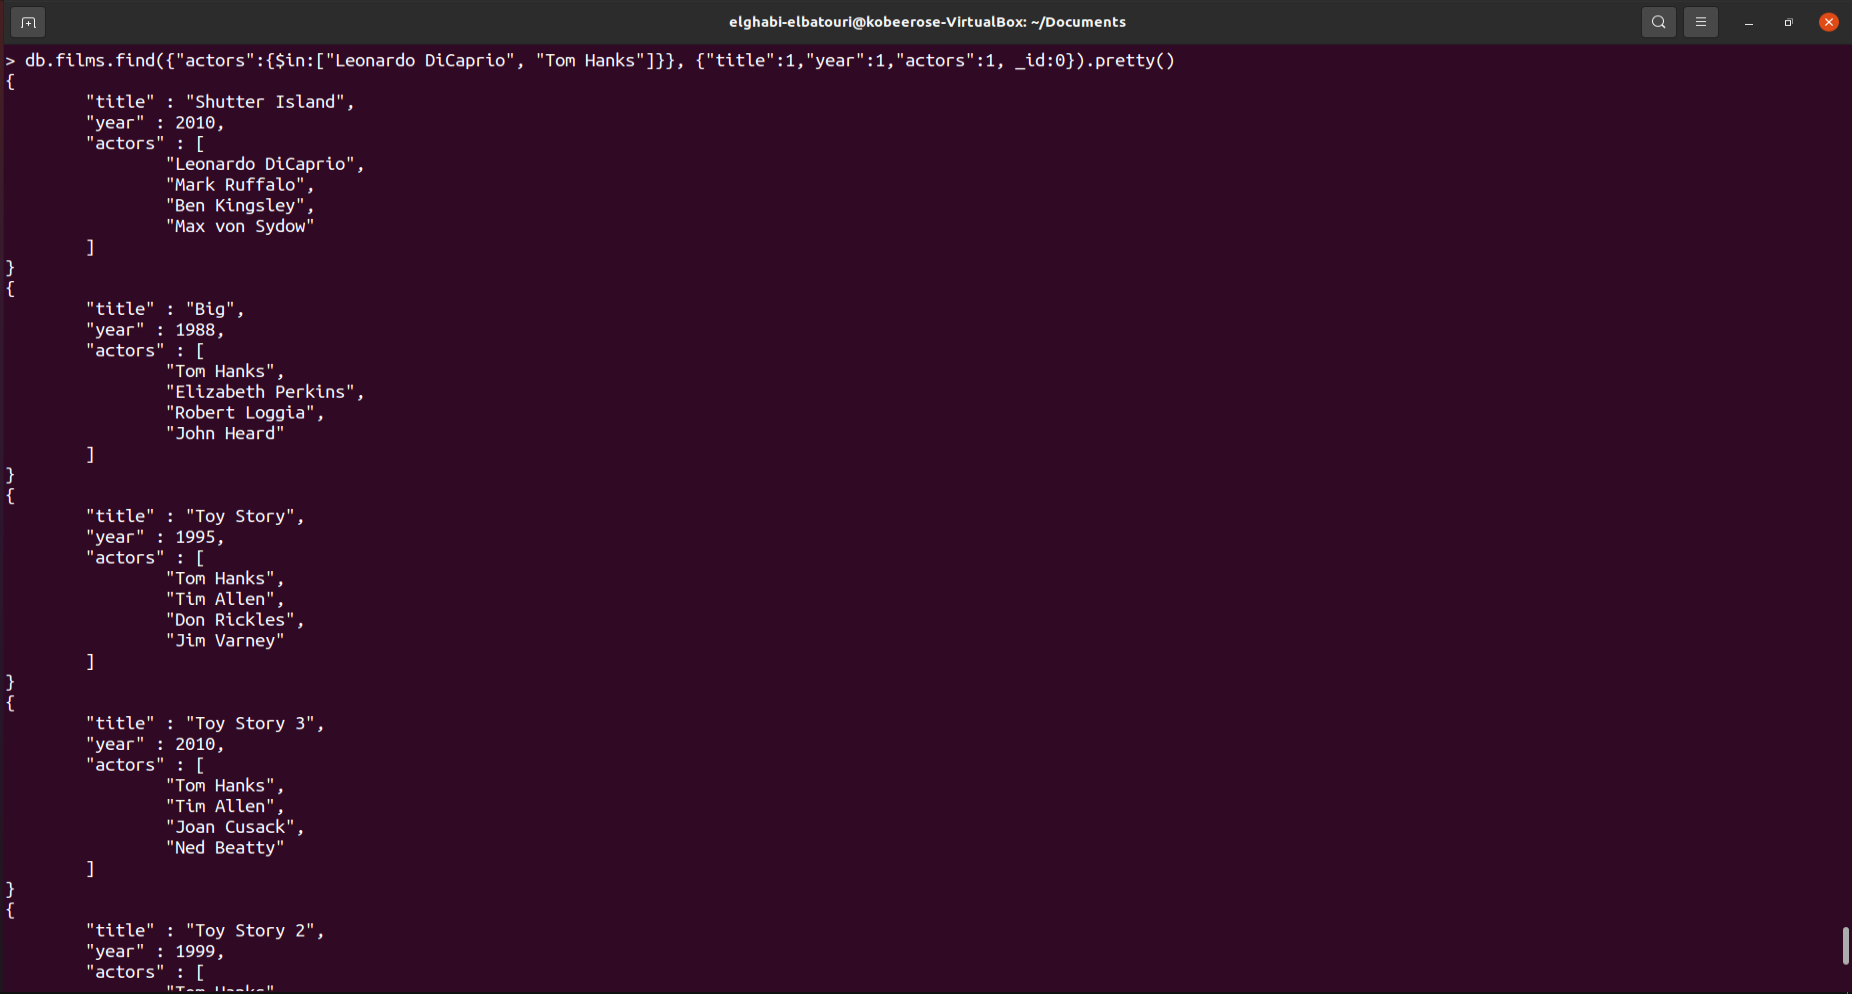 elghabi-elbatouri@kobeerose-VirtualBox: ~/Documents
> db.films.find({"actors":{$in:["Leonardo DiCaprio", "Tom Hanks"]}}, {"title":1,"year":1,"actors":1, _id:0}).pretty()
{
"title" : "Shutter Island",
"year" : 2010,
"actors" : [
"Leonardo DiCaprio",
"Mark Ruffalo",
"Ben Kingsley",
"Max von Sydow"
]
}
{
"title" : "Big",
"year" : 1988,
"actors" : [
"Tom Hanks",
"Elizabeth Perkins",
"Robert Loggia",
"John Heard"
]
}
{
"title" : "Toy Story",
"year" : 1995,
"actors" : [
"Tom Hanks",
"Tim Allen",
"Don Rickles",
"Jim Varney"
]
}
{
"title" : "Toy Story 3",
"year" : 2010,
"actors" : [
"Tom Hanks",
"Tim Allen",
"Joan Cusack",
"Ned Beatty"
]
}
{
"title" : "Toy Story 2",
"year" : 1999,
"actors" : [
"Tom Hanks"